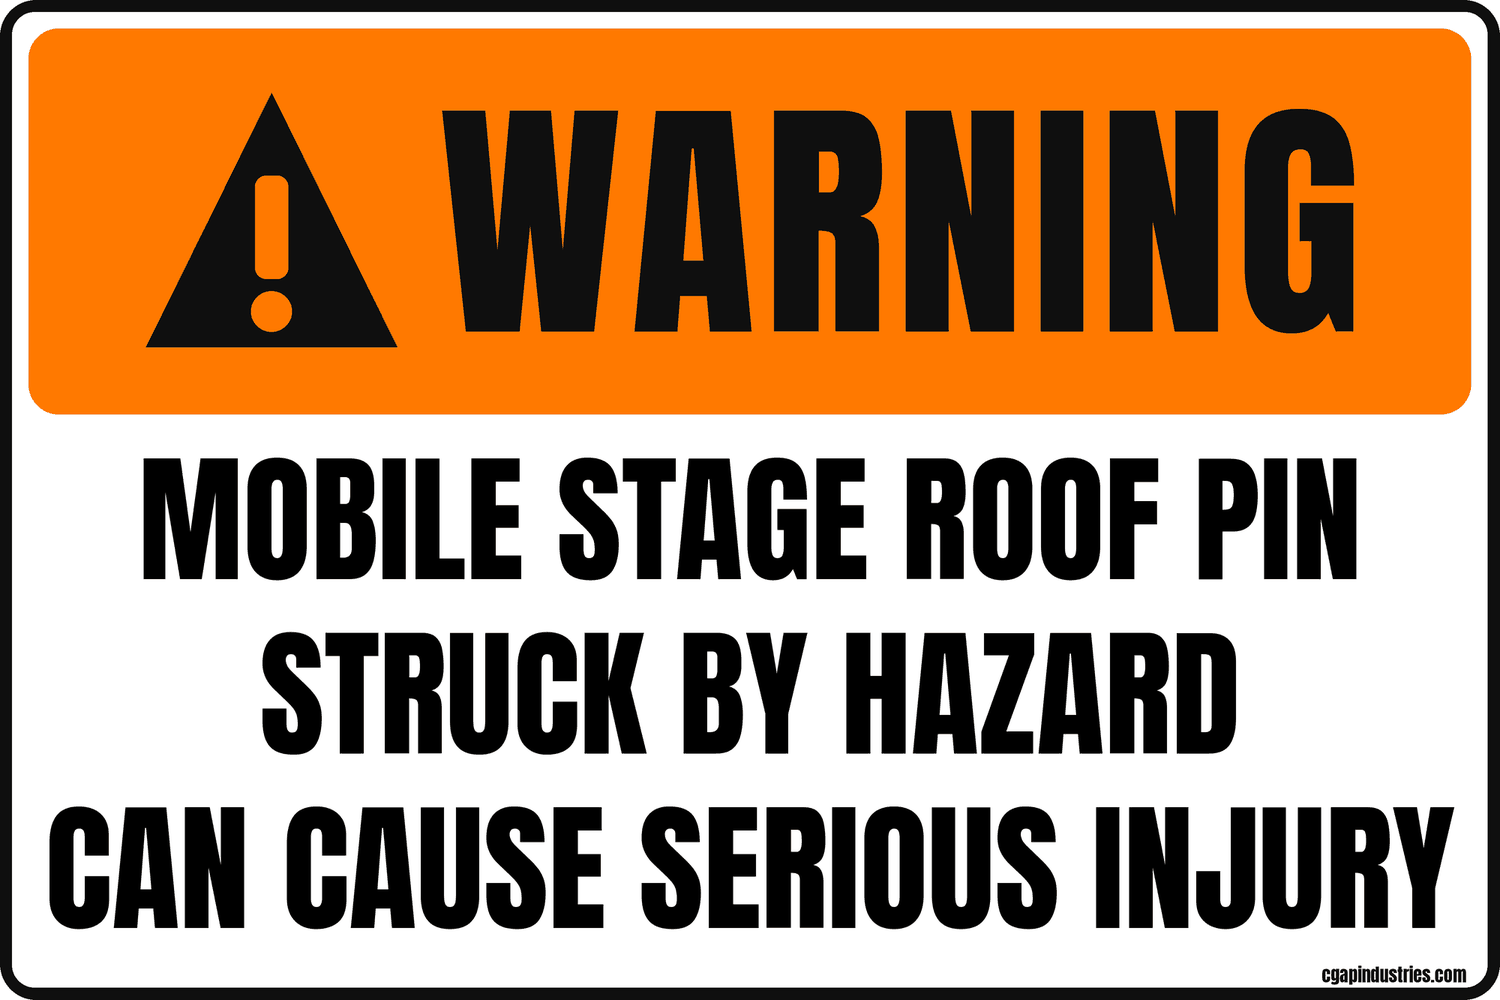 WARNING
MOBILE STAGE ROOF PIN
STRUCK BY HAZARD
CAN CAUSE SERIOUS INJURY
cgapindustries.com